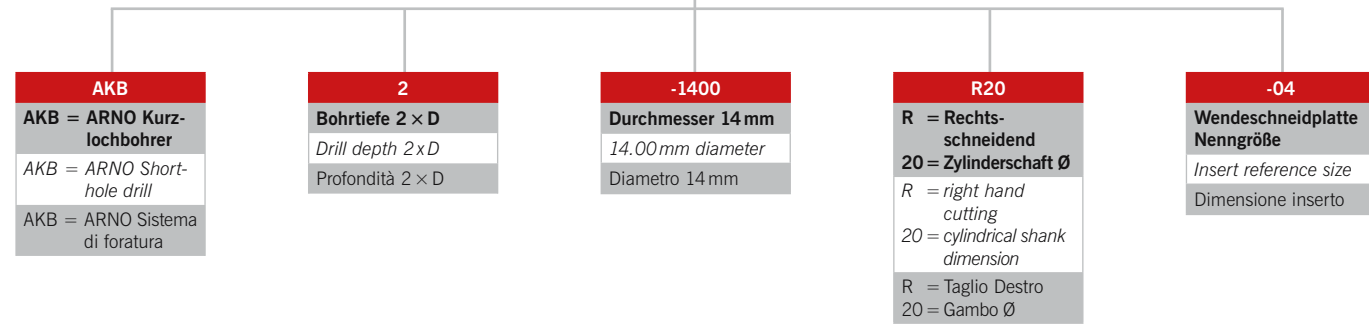 AKB
AKB = ARNO Kurz-
lochbohrer
AKB = ARNO Short-
hole drill
AKB = ARNO Sistema
di foratura
2
Bohrtiefe 2 × D
Drill depth 2 x D
Profondità 2 × D
-1400
Durchmesser 14 mm
14.00 mm diameter
Diametro 14 mm
R20
R = Rechts-
schneidend
20 = Zylinderschaft Ø
R = right hand
cutting
20 = cylindrical shank
dimension
R = Taglio Destro
20 = Gambo Ø
-04
Wendeschneidplatte
Nenngröße
Insert reference size
Dimensione inserto